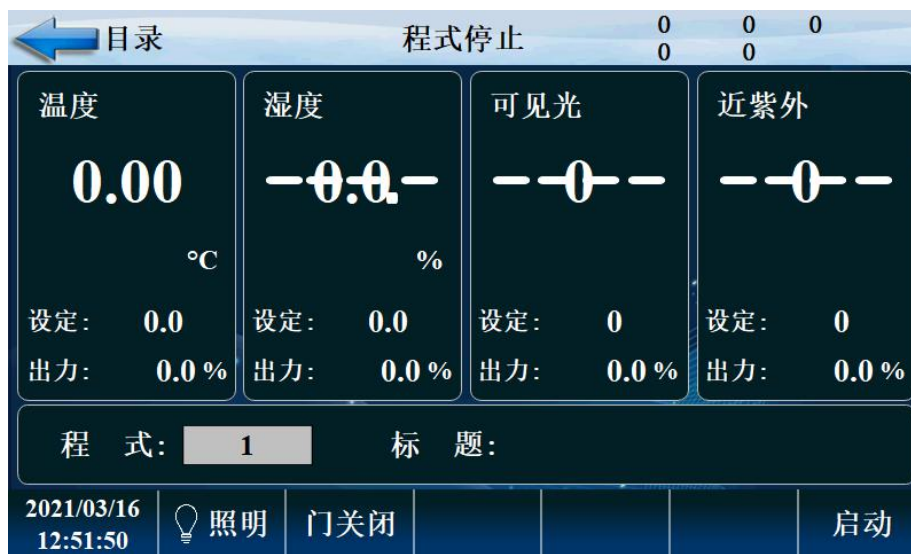 目录 程式停止 0 0 0
0 0
温度 湿度 可见光 近紫外
0.00 --0.0.- --0-- --0--
°C %
设定: 0.0 设定: 0.0 设定: 0 设定: 0
出力: 0.0 % 出力: 0.0 % 出力: 0.0 % 出力: 0.0 %
程 式: 1 标 题:
2021/03/16 照明 门关闭 启动
12:51:50